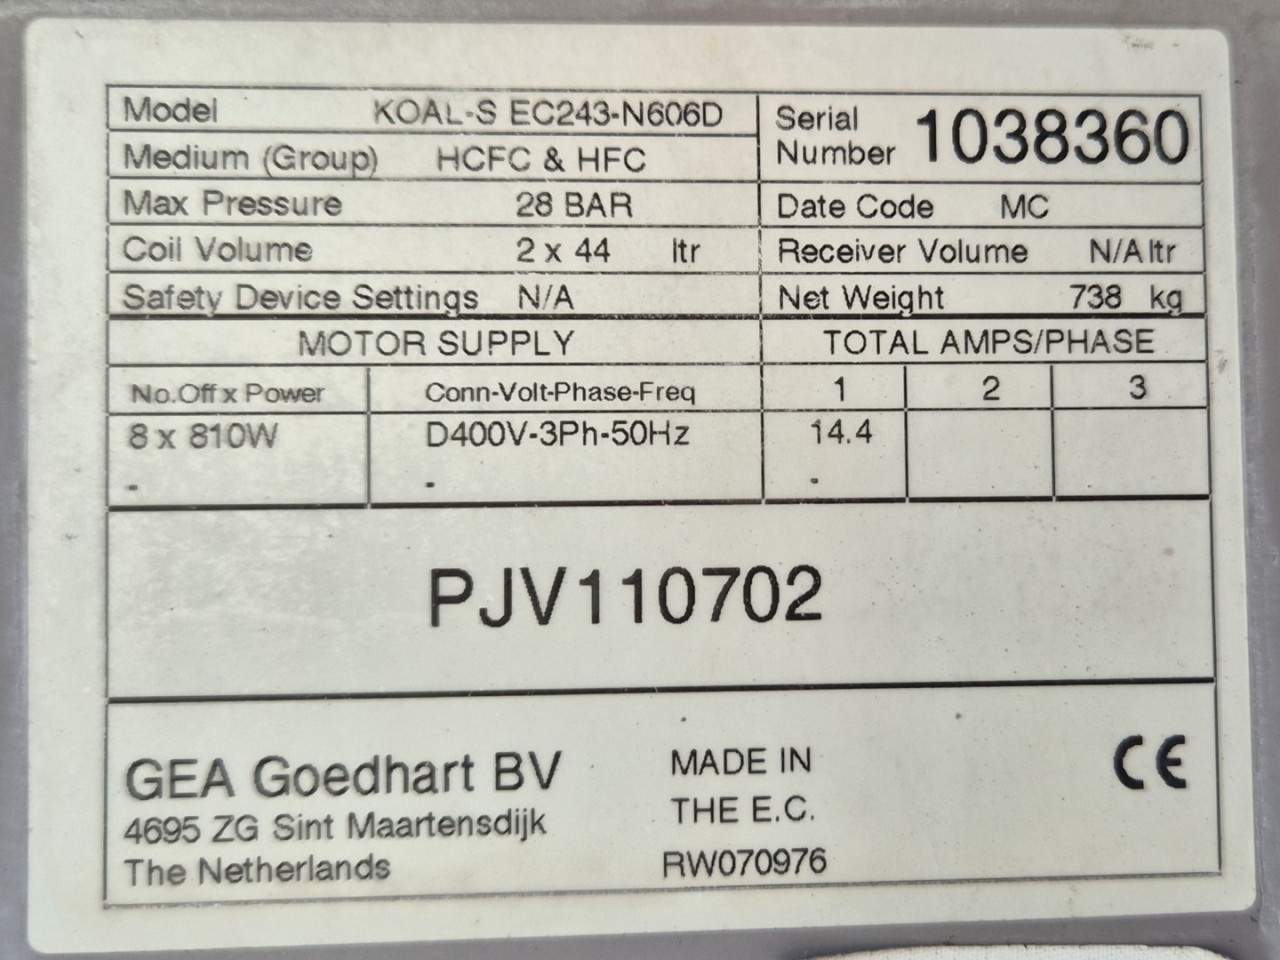 Model KOAL-S EC243-N606D
Serial Number 1038360
Medium (Group) HCFC & HFC
Max Pressure 28 BAR
Date Code MC
Coil Volume 2 x 44 ltr
Receiver Volume N/A ltr
Safety Device Settings N/A
Net Weight 738 kg
MOTOR SUPPLY
TOTAL AMPS/PHASE
No.Off x Power Conn-Volt-Phase-Freq 1 2 3
8 x 810W D400V-3Ph-50Hz 14.4
- - -
PJV110702
GEA Goedhart BV
4695 ZG Sint Maartensdijk
The Netherlands
MADE IN
THE E.C.
RW070976
CE